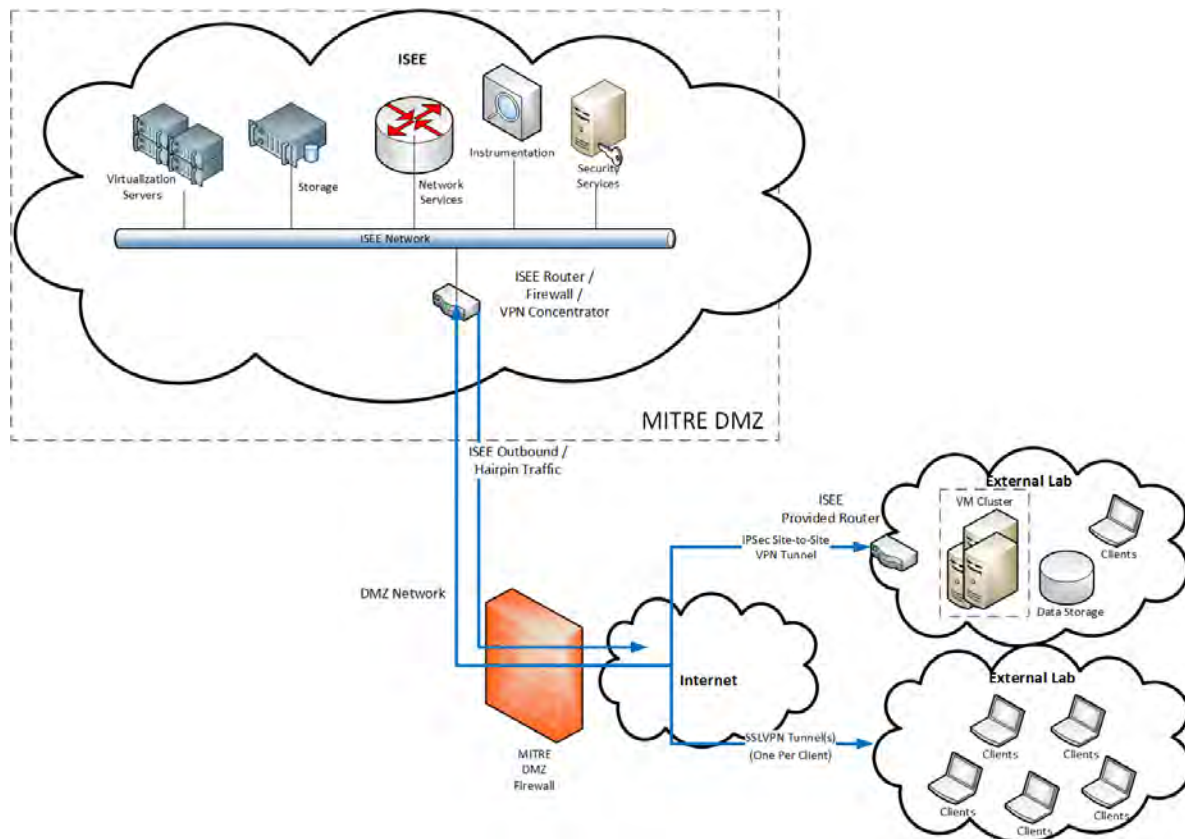 ISEE
Virtualization
Servers
Storage
Network
Services
Instrumentation
Security
Services
ISEE Network
ISEE Router /
Firewall /
VPN Concentrator
MITRE DMZ
ISEE Outbound /
Hairpin Traffic
ISEE
Provided Router
IPSec Site-to-Site
VPN Tunnel
External Lab
VM Cluster
Clients
Data Storage
DMZ Network
Internet
MITRE
DMZ
Firewall
SSLVPN Tunnel(s)
(One Per Client)
External Lab
Clients
Clients
Clients
Clients
Clients